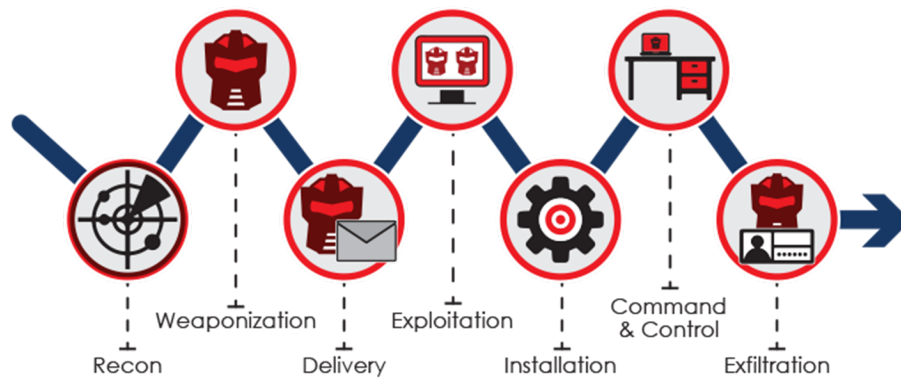 Recon
Weaponization
Delivery
Exploitation
Installation
Command
& Control
Exfiltration